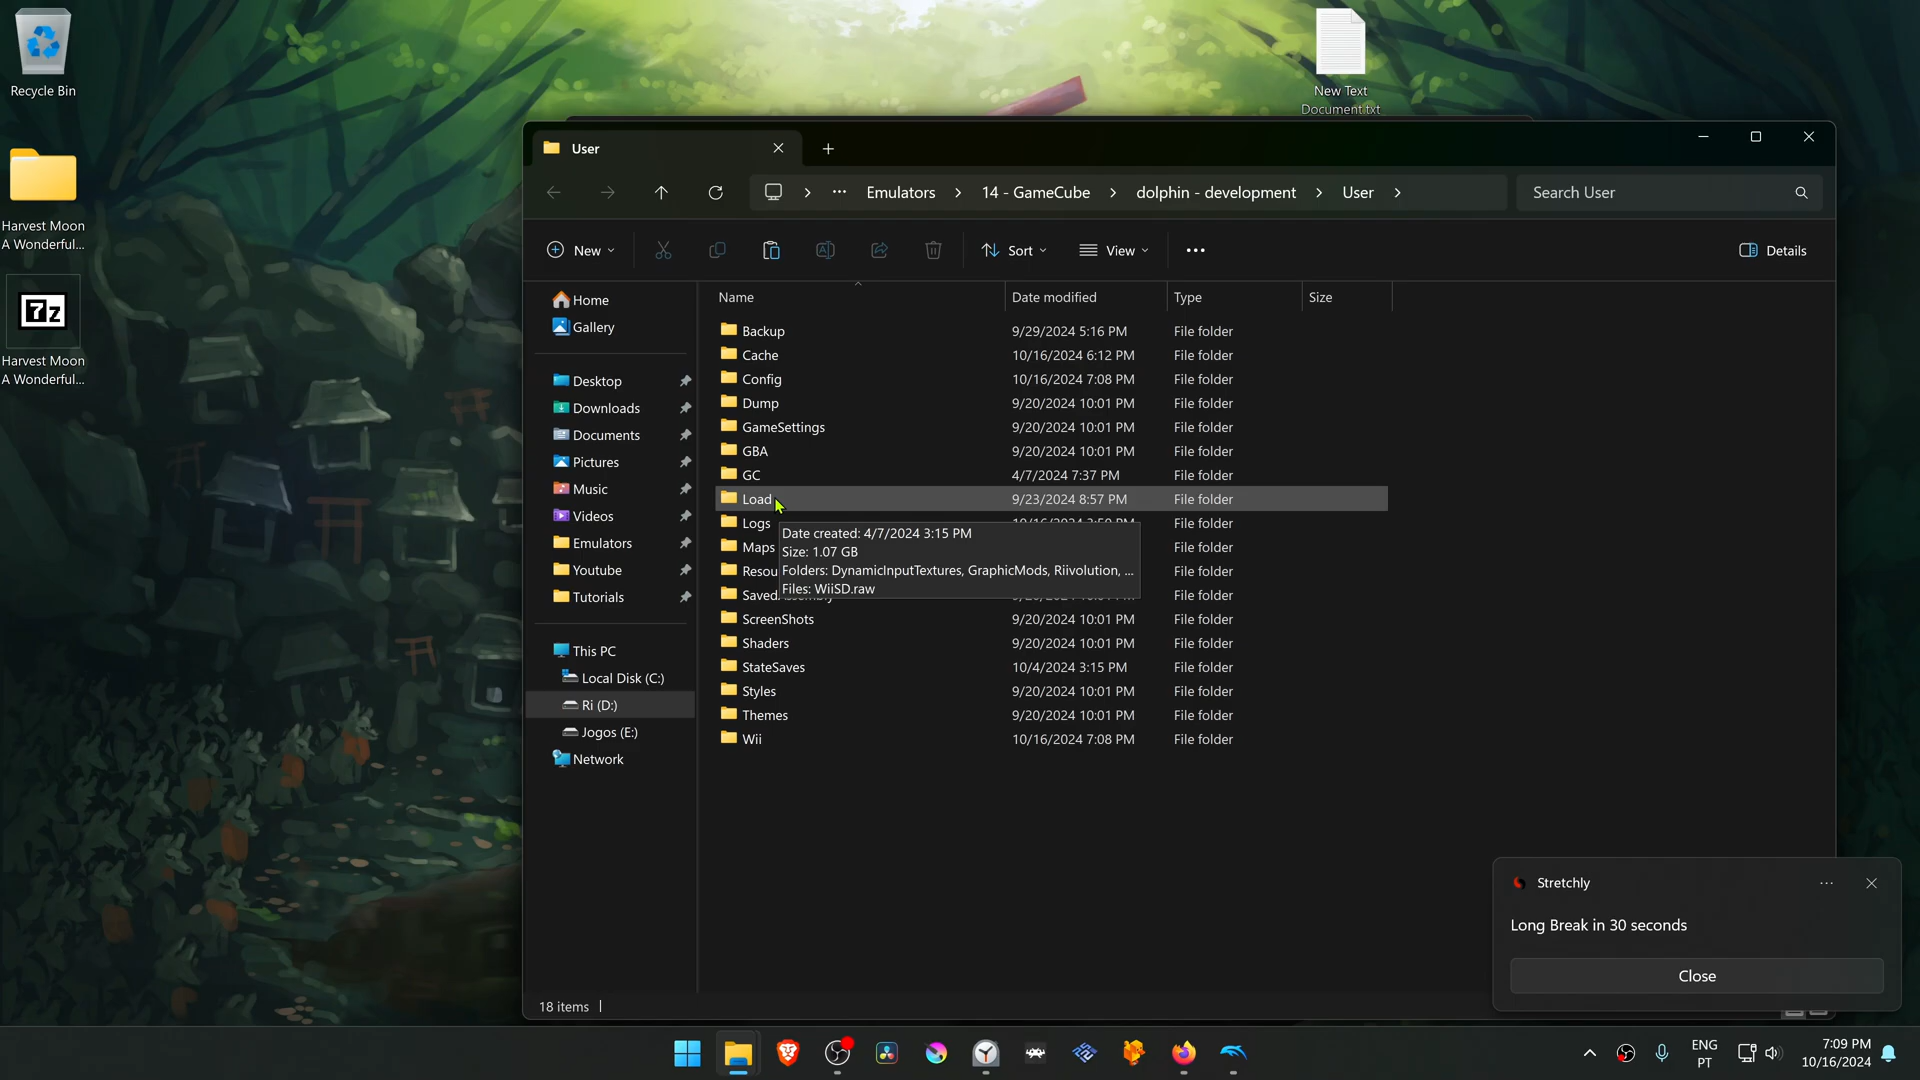 Recycle Bin
New Text
Document.txt
Harvest Moon
A Wonderful...
7z
Harvest Moon
A Wonderful...
User
Emulators
14 - GameCube
dolphin - development
User
Search User
New
Sort
View
Details
Home
Gallery
Desktop
Downloads
Documents
Pictures
Music
Videos
Emulators
Youtube
Tutorials
This PC
Local Disk (C:)
Ri (D:)
Jogos (E:)
Network
Name Date modified Type Size
Backup 9/29/2024 5:16 PM File folder
Cache 10/16/2024 6:12 PM File folder
Config 10/16/2024 7:08 PM File folder
Dump 9/20/2024 10:01 PM File folder
GameSettings 9/20/2024 10:01 PM File folder
GBA 9/20/2024 10:01 PM File folder
GC 4/7/2024 7:37 PM File folder
Load 9/23/2024 8:57 PM File folder
Logs File folder
Maps File folder
Resou File folder
File folder
ScreenShots 9/20/2024 10:01 PM File folder
Shaders 9/20/2024 10:01 PM File folder
StateSaves 10/4/2024 3:15 PM File folder
Styles 9/20/2024 10:01 PM File folder
Themes 9/20/2024 10:01 PM File folder
Wii 10/16/2024 7:08 PM File folder
Date created: 4/7/2024 3:15 PM
Size: 1.07 GB
Folders: DynamicInputTextures, GraphicMods, Riivolution, ...
Files: WiiSD.raw
18 items
Stretchly
Long Break in 30 seconds
Close
ENG
PT
7:09 PM
10/16/2024